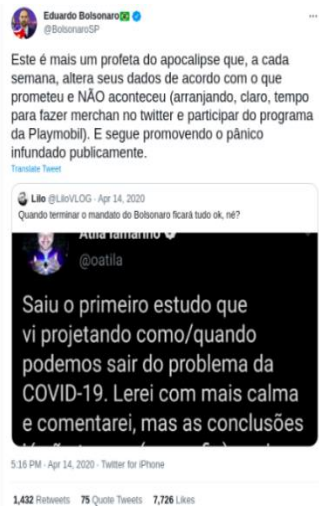 Eduardo Bolsonaro🇧🇷
@BolsonaroSP
Este é mais um profeta do apocalipse que, a cada
semana, altera seus dados de acordo com o que
prometeu e NÃO aconteceu (arranjando, claro, tempo
para fazer merchan no twitter e participar do programa
da Playmobil). E segue promovendo o pânico
infundado publicamente.
Translate Tweet
Lilo @LiloVLOG · Apr 14, 2020
Quando terminar o mandato do Bolsonaro ficará tudo ok, né?
Atila Iamarino
@oatila
Saiu o primeiro estudo que
vi projetando como/quando
podemos sair do problema da
COVID-19. Lerei com mais calma
e comentarei, mas as conclusões
5:16 PM · Apr 14, 2020 · Twitter for iPhone
1,432 Retweets 75 Quote Tweets 7,726 Likes